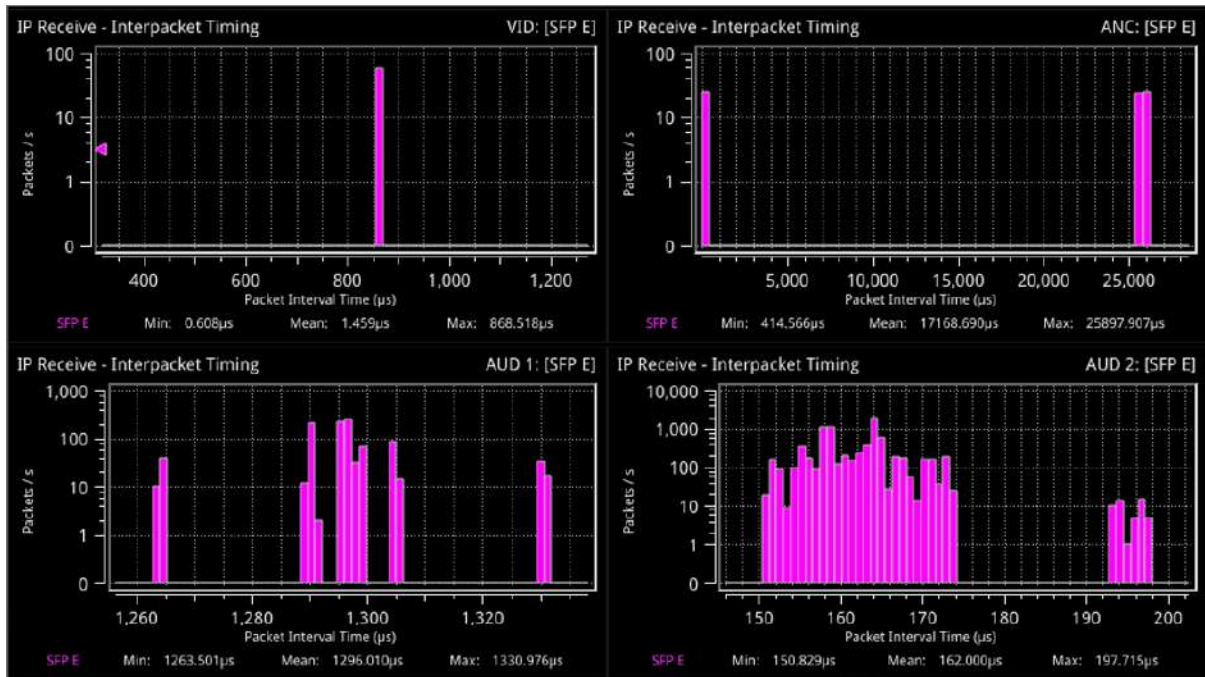 IP Receive - Interpacket Timing VID: [SFP E]
100
10
1
0
Packets / s
400 600 800 1,000 1,200
Packet Interval Time (µs)
SFP E Min: 0.608µs Mean: 1.459µs Max: 868.518µs
IP Receive - Interpacket Timing ANC: [SFP E]
100
10
1
0
Packets / s
5,000 10,000 15,000 20,000 25,000
Packet Interval Time (µs)
SFP E Min: 414.566µs Mean: 17168.690µs Max: 25897.907µs
IP Receive - Interpacket Timing AUD 1: [SFP E]
1,000
100
10
1
0
Packets / s
1,260 1,280 1,300 1,320
Packet Interval Time (µs)
SFP E Min: 1263.501µs Mean: 1296.010µs Max: 1330.976µs
IP Receive - Interpacket Timing AUD 2: [SFP E]
10,000
1,000
100
10
1
0
Packets / s
150 160 170 180 190 200
Packet Interval Time (µs)
SFP E Min: 150.829µs Mean: 162.000µs Max: 197.715µs